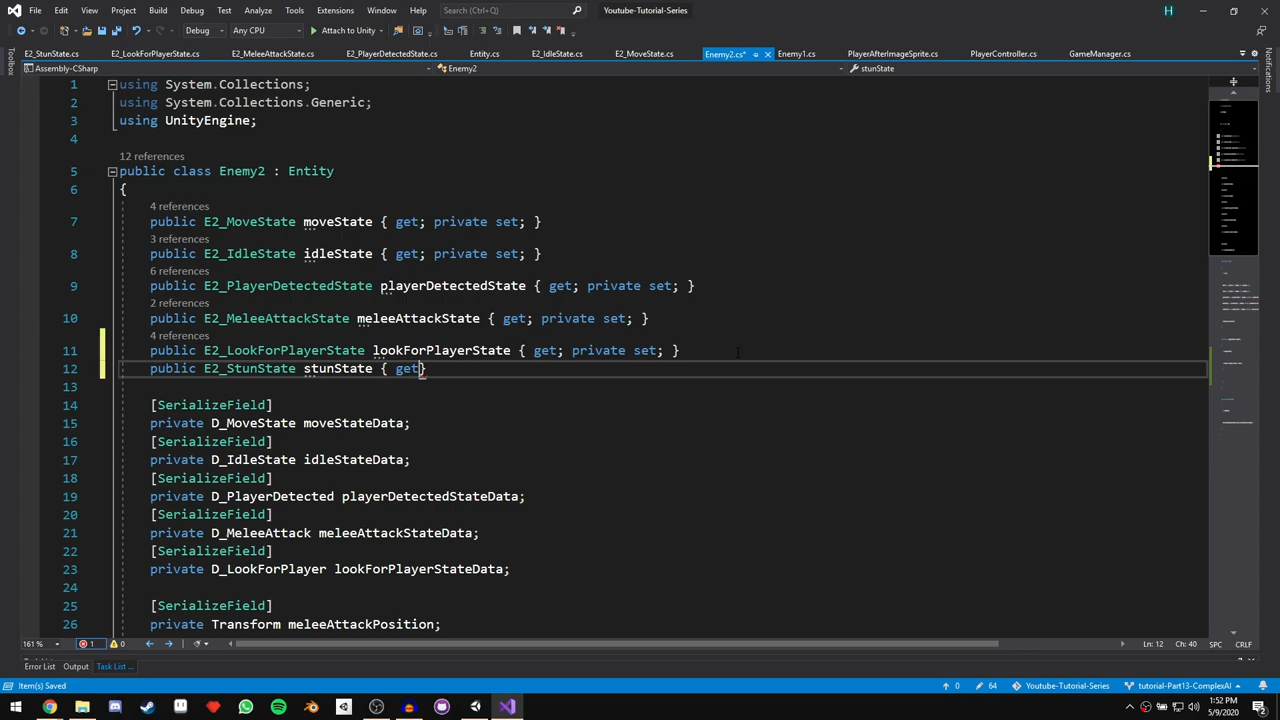 File Edit View Project Build Debug Test Analyze Tools Extensions Window Help Search (Ctrl+Q) Youtube-Tutorial-Series H
Debug Any CPU Attach to Unity
E2_StunState.cs E2_LookForPlayerState.cs E2_MeleeAttackState.cs E2_PlayerDetectedState.cs Entity.cs E2_IdleState.cs E2_MoveState.cs Enemy2.cs* Enemy1.cs PlayerAfterImageSprite.cs PlayerController.cs GameManager.cs
Toolbox
Notifications
Assembly-CSharp Enemy2 stunState
1 using System.Collections;
2 using System.Collections.Generic;
3 using UnityEngine;
4
12 references
5 public class Enemy2 : Entity
6 {
4 references
7 public E2_MoveState moveState { get; private set; }
3 references
8 public E2_IdleState idleState { get; private set; }
6 references
9 public E2_PlayerDetectedState playerDetectedState { get; private set; }
2 references
10 public E2_MeleeAttackState meleeAttackState { get; private set; }
4 references
11 public E2_LookForPlayerState lookForPlayerState { get; private set; }
12 public E2_StunState stunState { get}
13
14 [SerializeField]
15 private D_MoveState moveStateData;
16 [SerializeField]
17 private D_IdleState idleStateData;
18 [SerializeField]
19 private D_PlayerDetected playerDetectedStateData;
20 [SerializeField]
21 private D_MeleeAttack meleeAttackStateData;
22 [SerializeField]
23 private D_LookForPlayer lookForPlayerStateData;
24
25 [SerializeField]
26 private Transform meleeAttackPosition;
161 % 1 0 Ln: 12 Ch: 40 SPC CRLF
Error List Output Task List ...
Item(s) Saved 0 64 Youtube-Tutorial-Series tutorial-Part13-ComplexAI
1:52 PM
5/9/2020